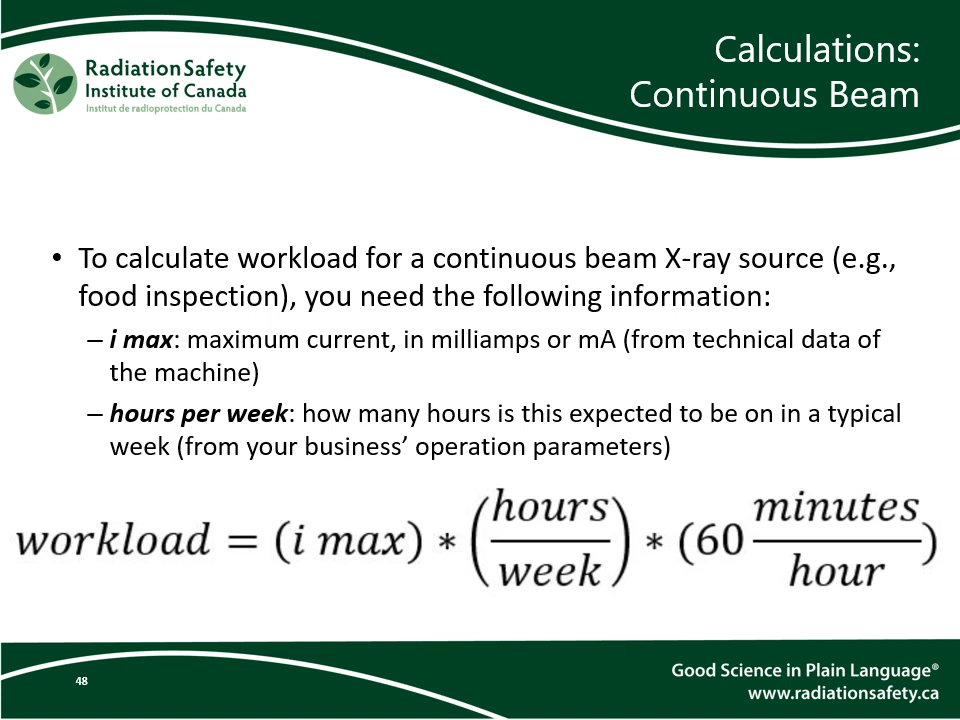 Calculations:
Continuous Beam
Radiation Safety
Institute of Canada
Institut de radioprotection du Canada
• To calculate workload for a continuous beam X-ray source (e.g.,
food inspection), you need the following information:
– i max: maximum current, in milliamps or mA (from technical data of
the machine)
– hours per week: how many hours is this expected to be on in a typical
week (from your business’ operation parameters)
workload = (i max) * (hours/week) * (60 minutes/hour)
48
Good Science in Plain Language®
www.radiationsafety.ca